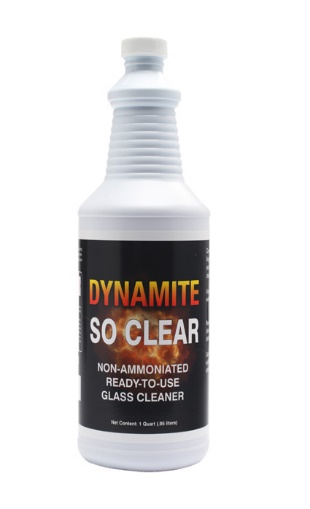 DYNAMITE
SO CLEAR
NON-AMMONIATED
READY-TO-USE
GLASS CLEANER
Net Content: 1 Quart (.95 liters)